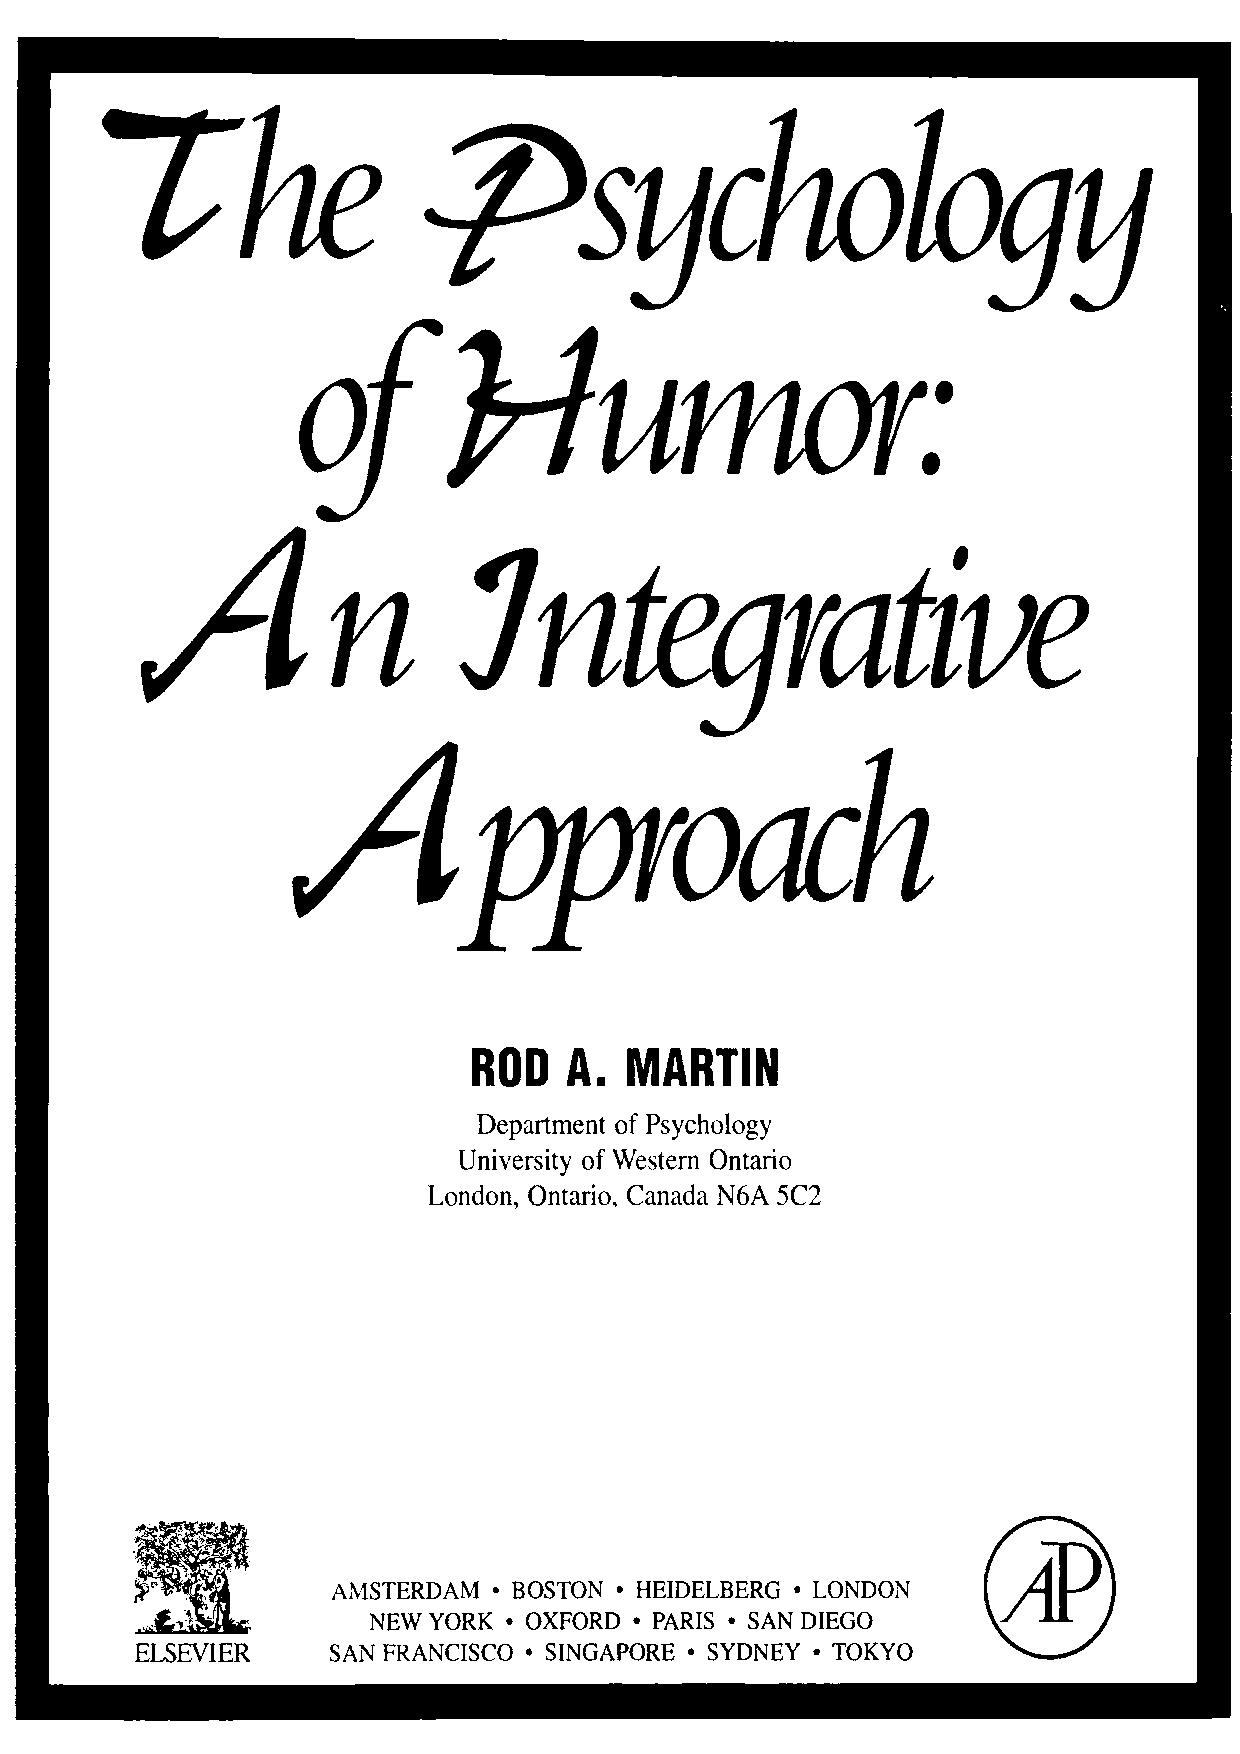 The Psychology
of Humor:
An Integrative
Approach
ROD A. MARTIN
Department of Psychology
University of Western Ontario
London, Ontario, Canada N6A 5C2
AMSTERDAM • BOSTON • HEIDELBERG • LONDON
NEW YORK • OXFORD • PARIS • SAN DIEGO
SAN FRANCISCO • SINGAPORE • SYDNEY • TOKYO
ELSEVIER
AP